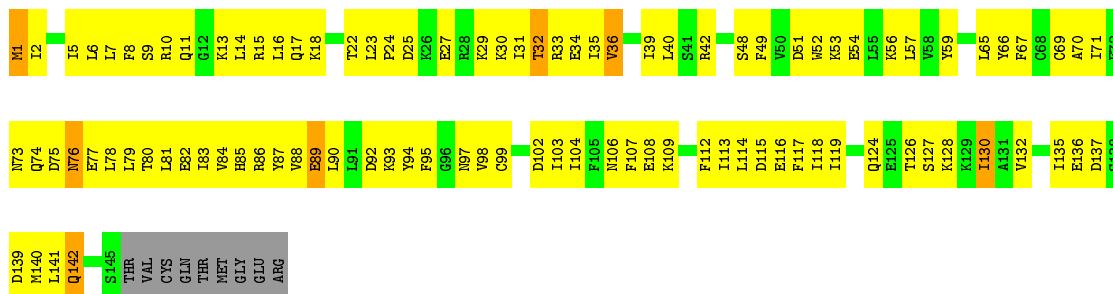 M1 I2 I5 L6 L7 F8 S9 R10 Q11 G12 K13 L14 R15 L16 Q17 K18 T22 L23 P24 D25 K26 E27 R28 K29 K30 I31 T32 R33 E34 I35 V36 I39 L40 S41 R42 S48 F49 V50 D51 W52 K53 E54 L55 K56 L57 V58 Y59 L65 Y66 F67 C68 C69 A70 I71
N73 Q74 D75 N76 E77 L78 L79 T80 L81 E82 I83 V84 H85 R86 Y87 V88 E89 L90 L91 D92 K93 Y94 F95 G96 N97 V98 C99 D102 I103 I104 F105 N106 F107 E108 K109 F112 I113 L114 D115 E116 F117 I118 I119 Q124 E125 T126 S127 K128 K129 I130 A131 V132 I135 E136 D137
D139 M140 L141 Q142 S145 THR VAL CYS GLN THR MET GLY GLU ARG